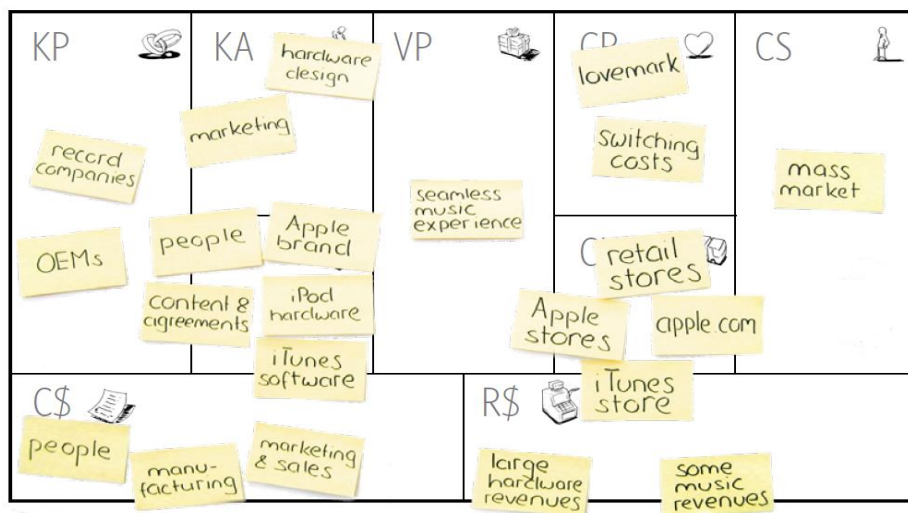 KP
record
companies
OEMs
KA
hardware
design
marketing
people
Apple
brand
content &
agreements
iPod
hardware
iTunes
software
VP
seamless
music
experience
CR
lovemark
switching
costs
C
retail
stores
Apple
stores
apple.com
iTunes
store
CS
mass
market
C$
people
manu-
facturing
marketing
& sales
R$
large
hardware
revenues
some
music
revenues